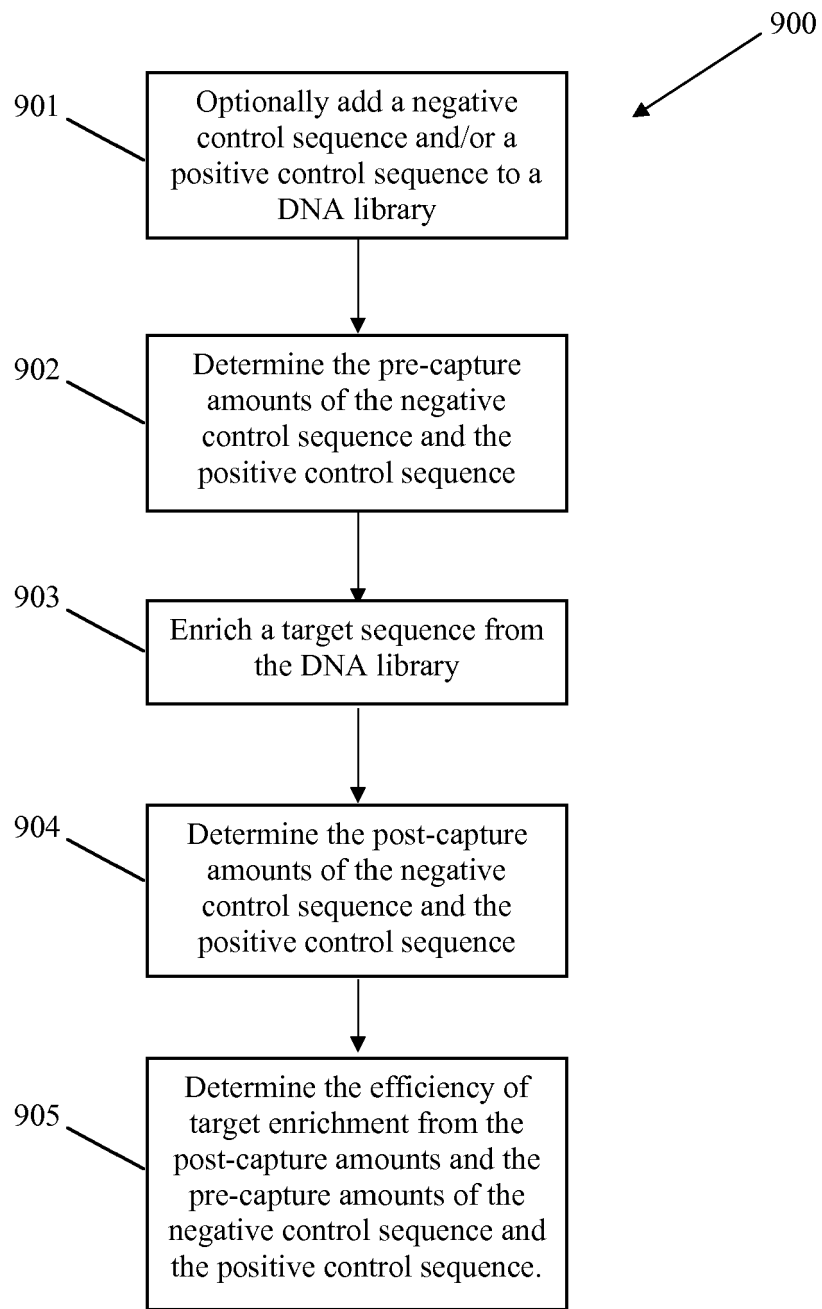 900
901
Optionally add a negative
control sequence and/or a
positive control sequence to a
DNA library
902
Determine the pre-capture
amounts of the negative
control sequence and the
positive control sequence
903
Enrich a target sequence from
the DNA library
904
Determine the post-capture
amounts of the negative
control sequence and the
positive control sequence
905
Determine the efficiency of
target enrichment from the
post-capture amounts and the
pre-capture amounts of the
negative control sequence and
the positive control sequence.